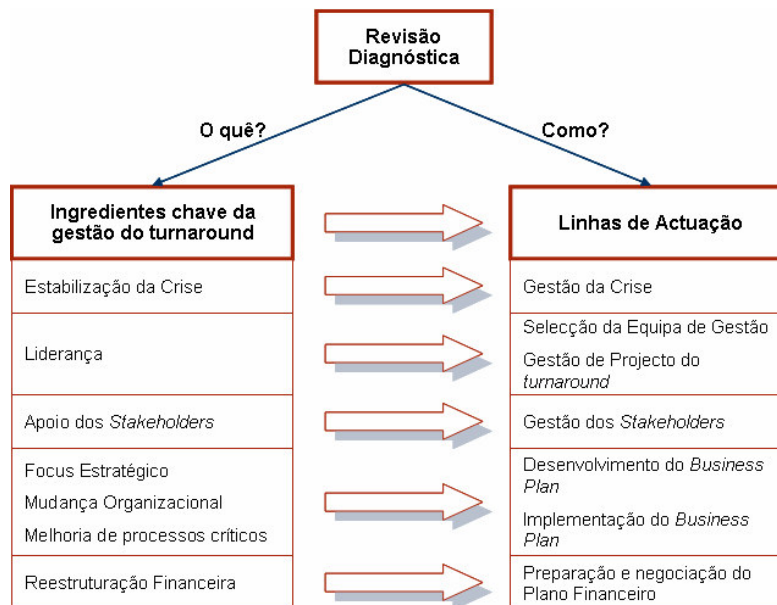 Revisão
Diagnóstica
O quê?
Como?
Ingredientes chave da
gestão do turnaround
Linhas de Actuação
Estabilização da Crise
Gestão da Crise
Liderança
Selecção da Equipa de Gestão
Gestão de Projecto do
turnaround
Apoio dos Stakeholders
Gestão dos Stakeholders
Focus Estratégico
Mudança Organizacional
Melhoria de processos críticos
Desenvolvimento do Business
Plan
Implementação do Business
Plan
Reestruturação Financeira
Preparação e negociação do
Plano Financeiro